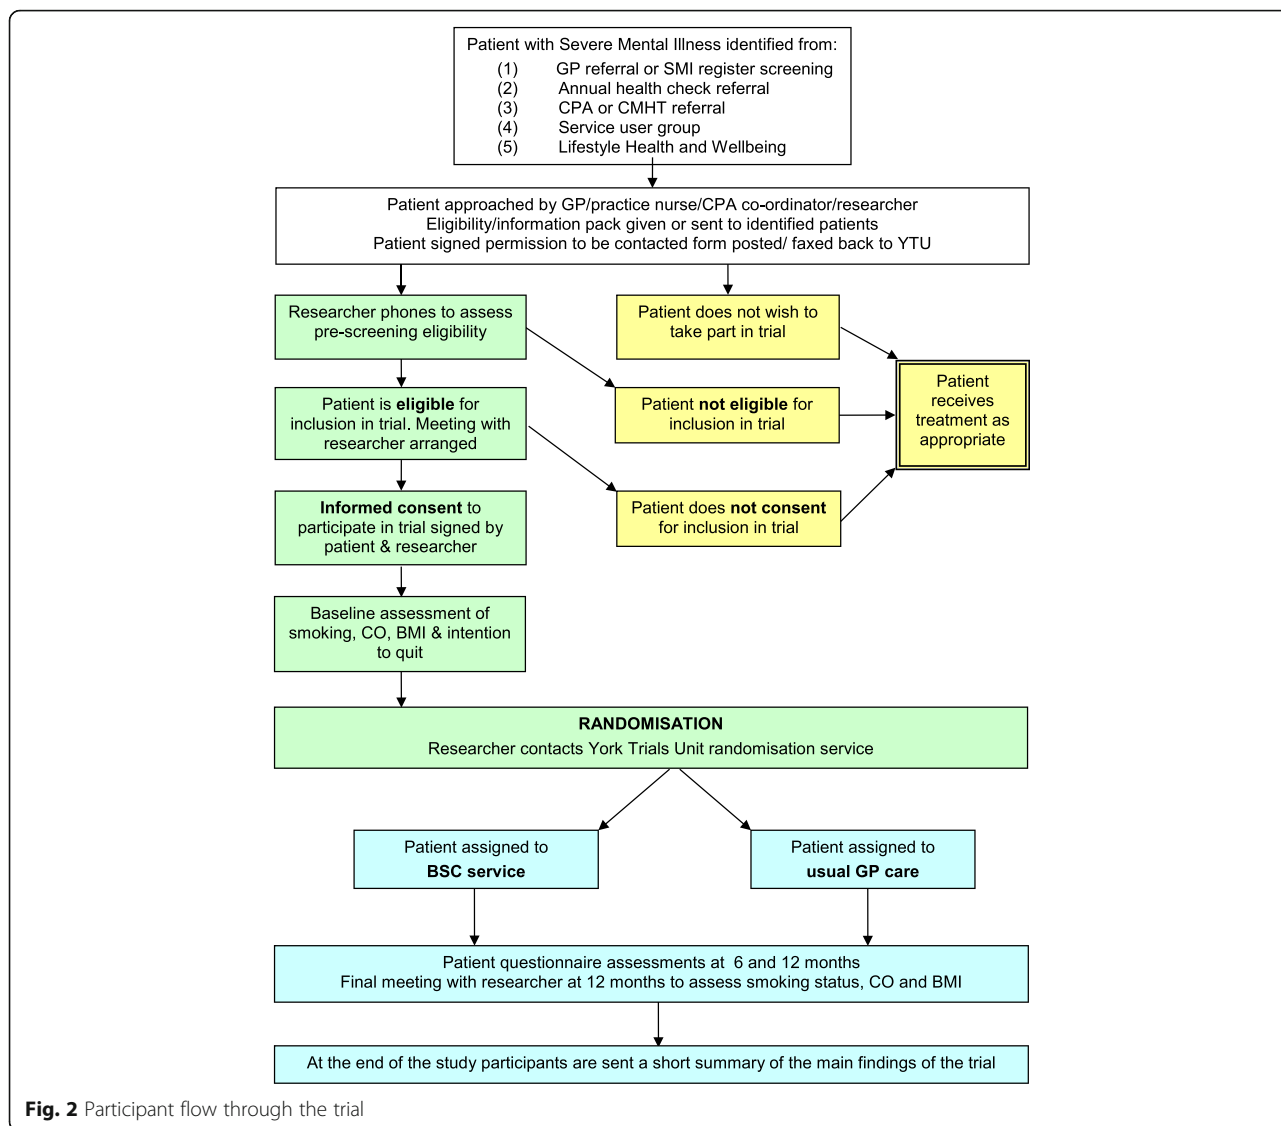 Patient with Severe Mental Illness identified from:
(1) GP referral or SMI register screening
(2) Annual health check referral
(3) CPA or CMHT referral
(4) Service user group
(5) Lifestyle Health and Wellbeing
Patient approached by GP/practice nurse/CPA co-ordinator/researcher
Eligibility/information pack given or sent to identified patients
Patient signed permission to be contacted form posted/ faxed back to YTU
Researcher phones to assess
pre-screening eligibility
Patient does not wish to
take part in trial
Patient
receives
treatment as
appropriate
Patient is eligible for
inclusion in trial. Meeting with
researcher arranged
Patient not eligible for
inclusion in trial
Informed consent to
participate in trial signed by
patient & researcher
Patient does not consent
for inclusion in trial
Baseline assessment of
smoking, CO, BMI & intention
to quit
RANDOMISATION
Researcher contacts York Trials Unit randomisation service
Patient assigned to
BSC service
Patient assigned to
usual GP care
Patient questionnaire assessments at 6 and 12 months
Final meeting with researcher at 12 months to assess smoking status, CO and BMI
At the end of the study participants are sent a short summary of the main findings of the trial
Fig. 2 Participant flow through the trial